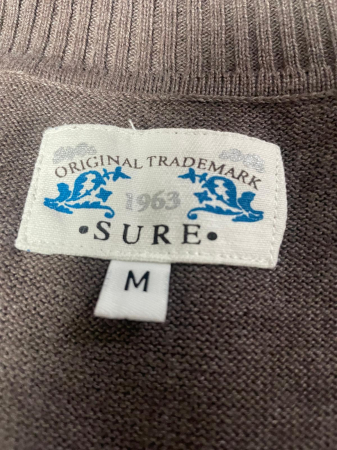 ORIGINAL TRADEMARK
1963
•SURE•
M